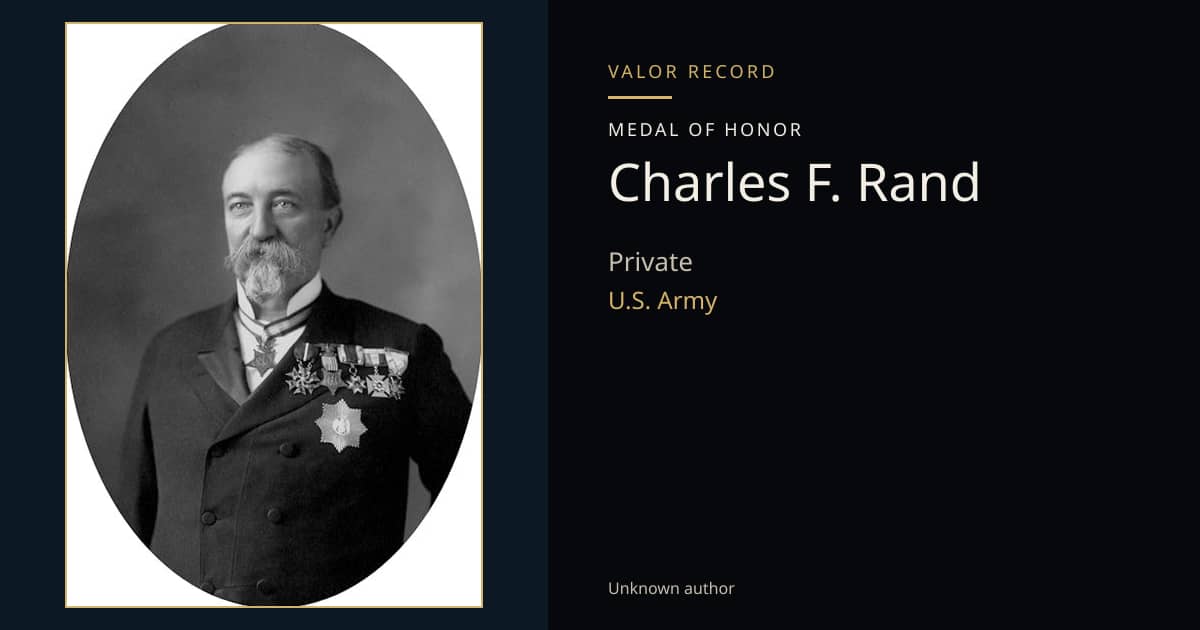 VALOR RECORD
MEDAL OF HONOR
Charles F. Rand
Private
U.S. Army
Unknown author